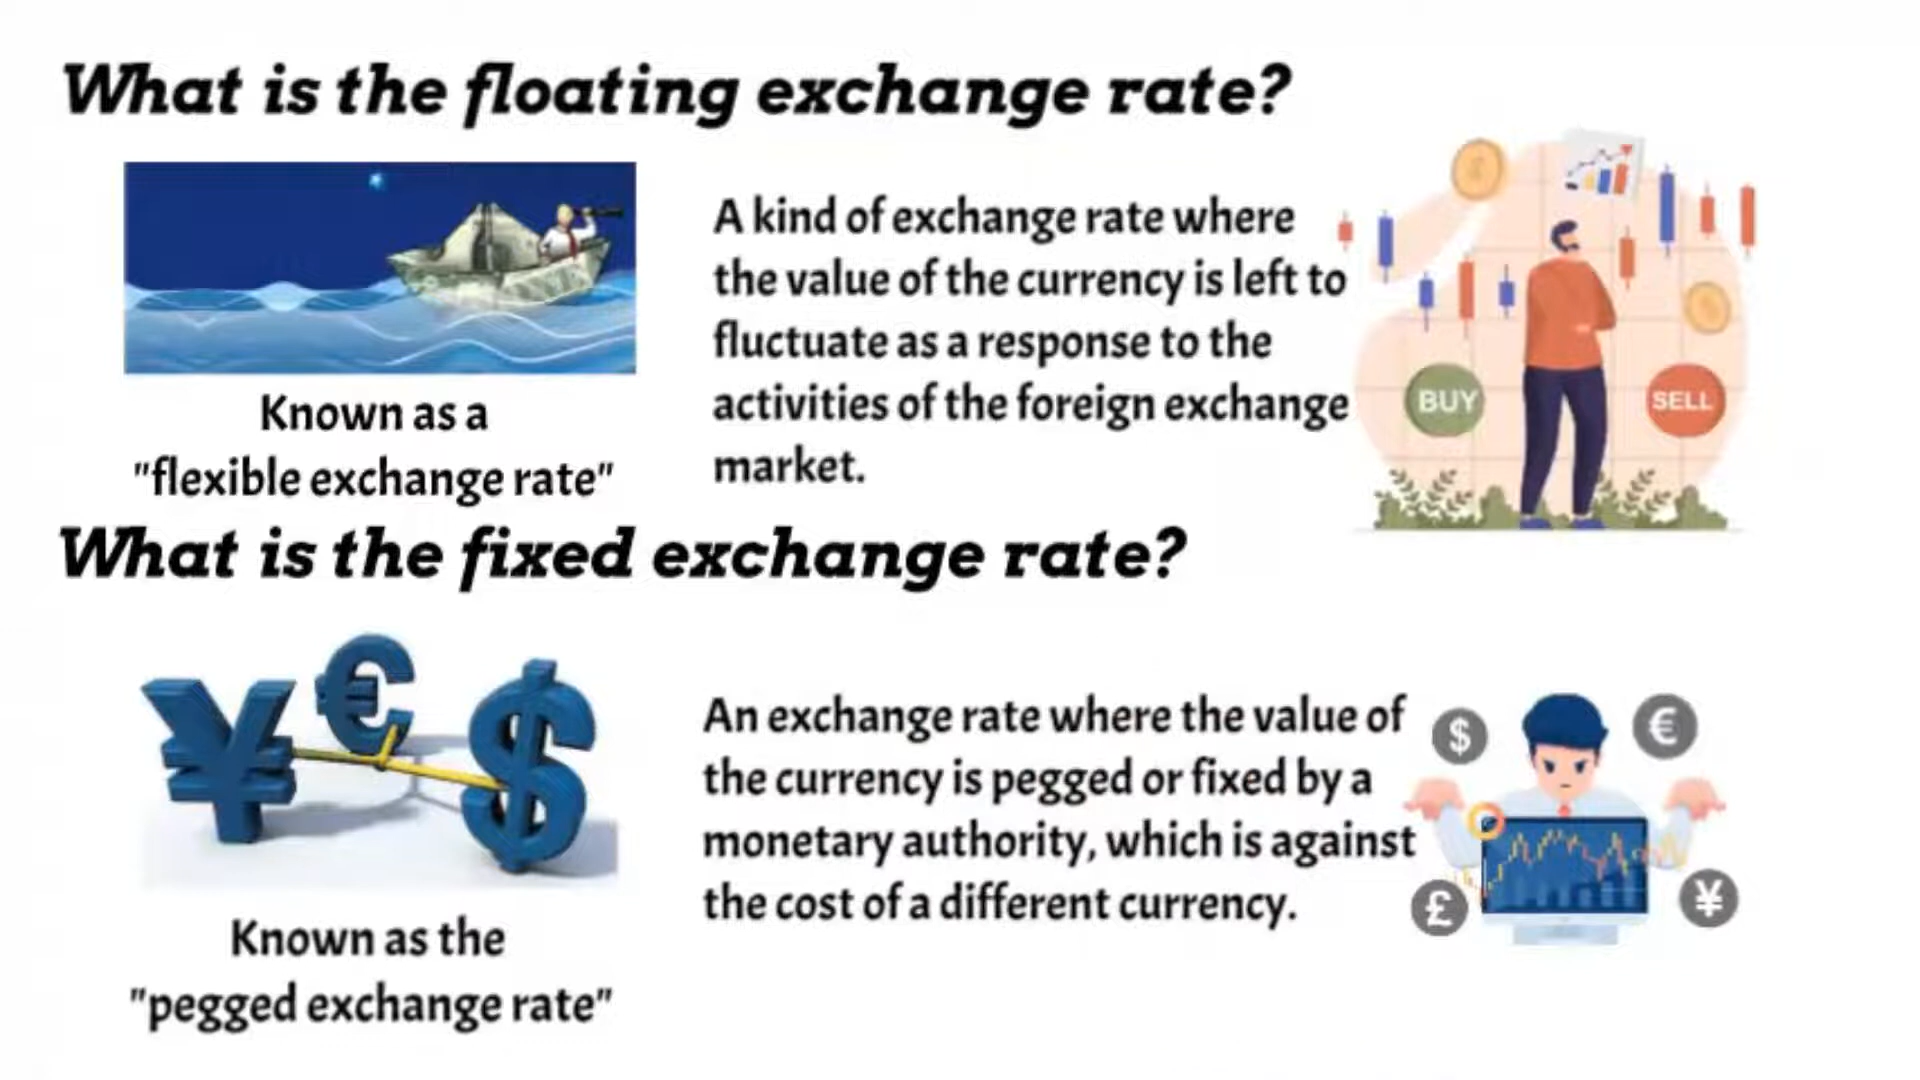 What is the floating exchange rate?
Known as a
"flexible exchange rate"
A kind of exchange rate where
the value of the currency is left to
fluctuate as a response to the
activities of the foreign exchange
market.
$
BUY
SELL
What is the fixed exchange rate?
¥ € $
Known as the
"pegged exchange rate"
An exchange rate where the value of
the currency is pegged or fixed by a
monetary authority, which is against
the cost of a different currency.
$ €
£ ¥